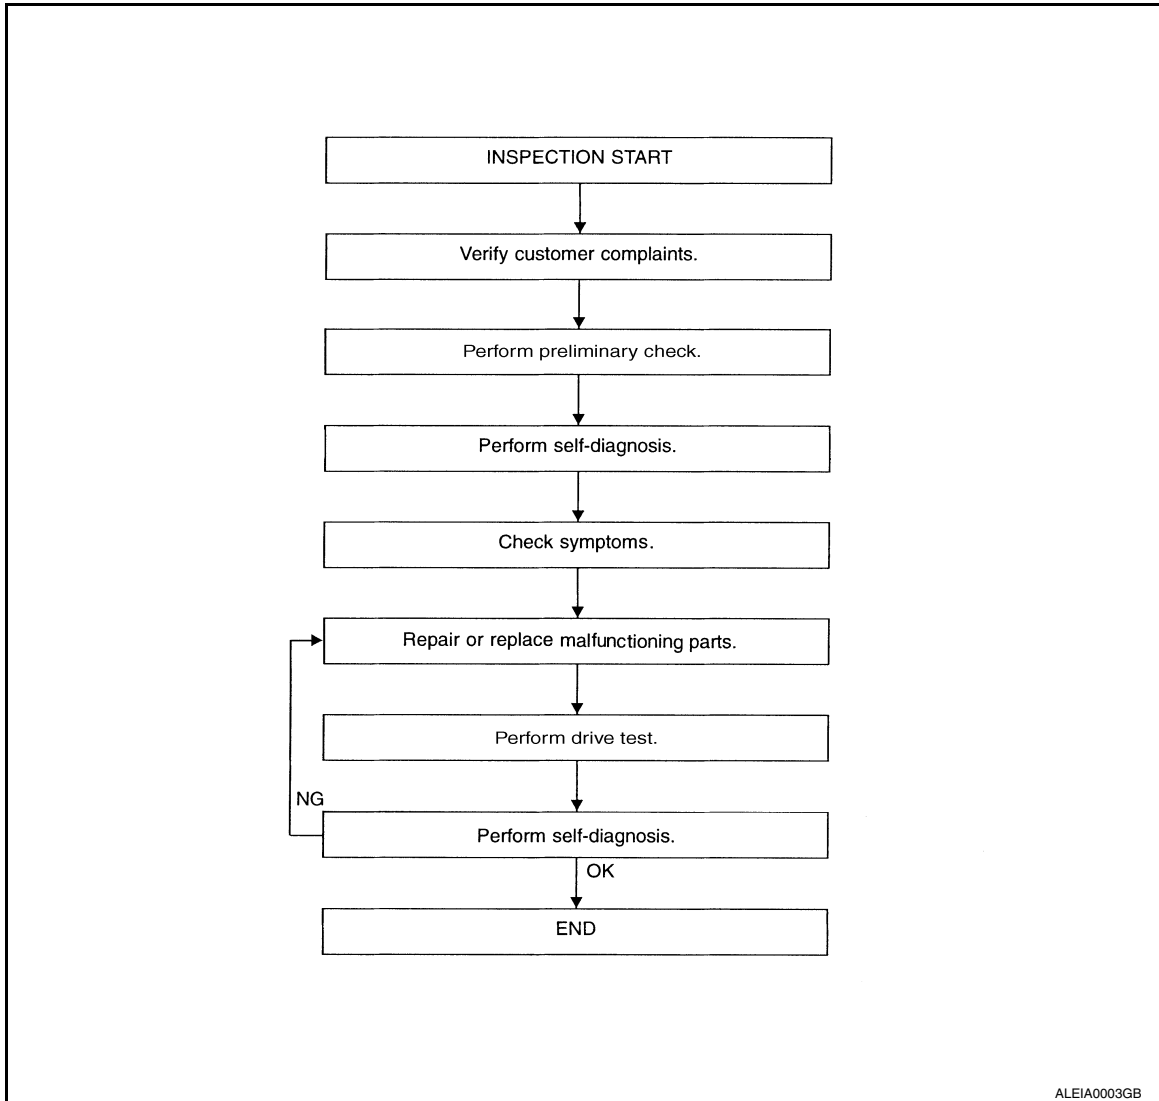 INSPECTION START
Verify customer complaints.
Perform preliminary check.
Perform self-diagnosis.
Check symptoms.
Repair or replace malfunctioning parts.
Perform drive test.
NG
Perform self-diagnosis.
OK
END
ALEIA0003GB